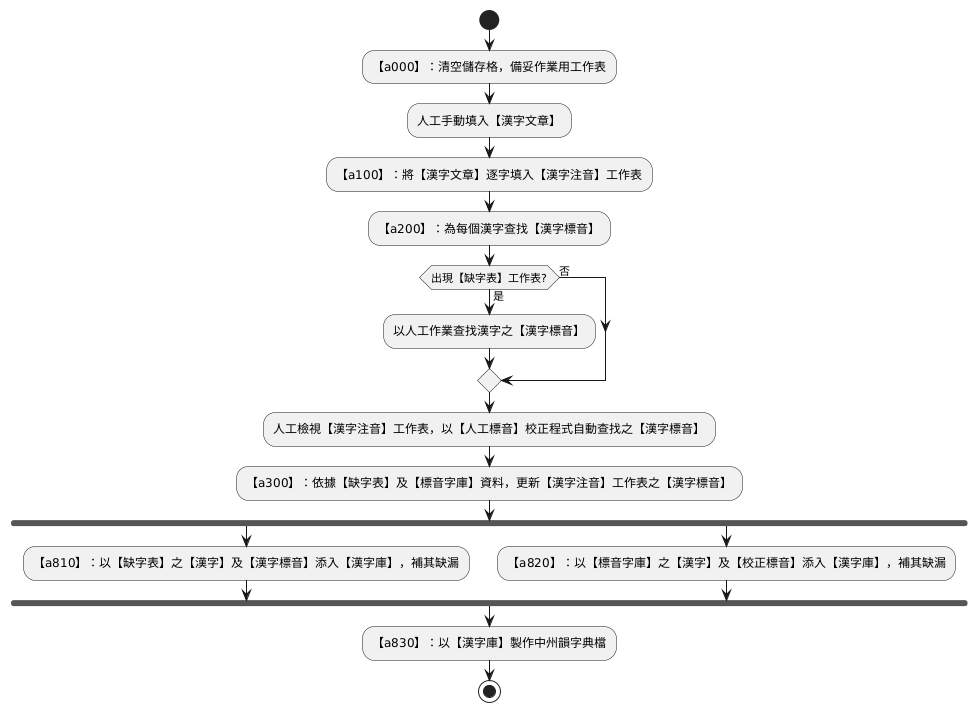 【a000】：清空儲存格，備妥作業用工作表
人工手動填入【漢字文章】
【a100】：將【漢字文章】逐字填入【漢字注音】工作表
【a200】：為每個漢字查找【漢字標音】
出現【缺字表】工作表?
否
是
以人工作業查找漢字之【漢字標音】
人工檢視【漢字注音】工作表，以【人工標音】校正程式自動查找之【漢字標音】
【a300】：依據【缺字表】及【標音字庫】資料，更新【漢字注音】工作表之【漢字標音】
【a810】：以【缺字表】之【漢字】及【漢字標音】添入【漢字庫】，補其缺漏
【a820】：以【標音字庫】之【漢字】及【校正標音】添入【漢字庫】，補其缺漏
【a830】：以【漢字庫】製作中州韻字典檔